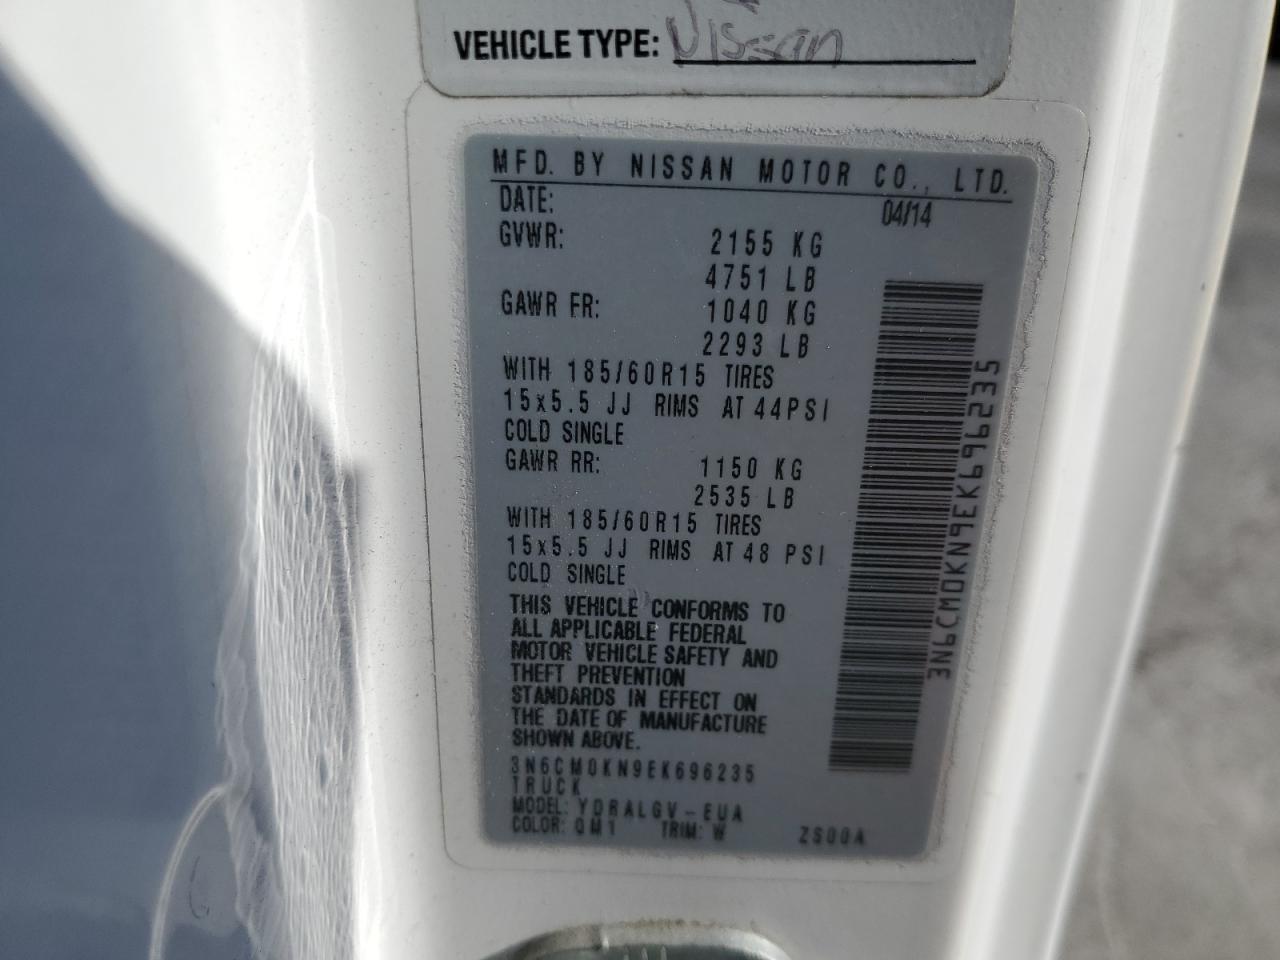 VEHICLE TYPE: Nissan
MFD. BY NISSAN MOTOR CO., LTD.
DATE: 04/14
GVWR: 2155 KG
4751 LB
GAWR FR: 1040 KG
2293 LB
WITH 185/60R15 TIRES
15x5.5 JJ RIMS AT 44PSI
COLD SINGLE
GAWR RR: 1150 KG
2535 LB
WITH 185/60R15 TIRES
15x5.5 JJ RIMS AT 48 PSI
COLD SINGLE
THIS VEHICLE CONFORMS TO
ALL APPLICABLE FEDERAL
MOTOR VEHICLE SAFETY AND
THEFT PREVENTION
STANDARDS IN EFFECT ON
THE DATE OF MANUFACTURE
SHOWN ABOVE.
3N6CM0KN9EK696235
TRUCK
MODEL: YDRALGV-EUA
COLOR: QM1 TRIM: W ZS00A
3N6CM0KN9EK696235